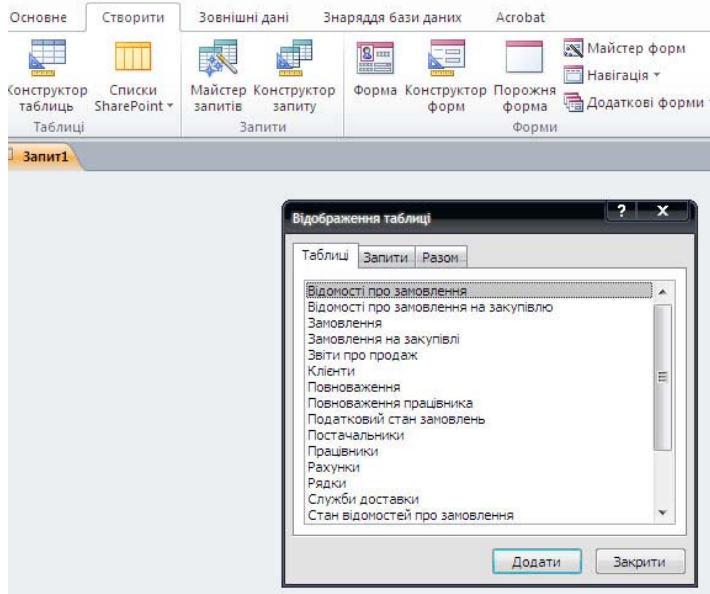 Основне Створити Зовнішні дані Знаряддя бази даних Acrobat
Конструктор таблиць
Списки SharePoint
Майстер запитів
Конструктор запиту
Форма
Конструктор форм
Порожня форма
Майстер форм
Навігація
Додаткові форми
Таблиці Запити Форми
Запит1
Відображення таблиці ? X
Таблиці Запити Разом
Відомості про замовлення
Відомості про замовлення на закупівлю
Замовлення
Замовлення на закупівлі
Звіти про продаж
Клієнти
Повноваження
Повноваження працівника
Податковий стан замовлень
Постачальники
Працівники
Рахунки
Рядки
Служби доставки
Стан відомостей про замовлення
Додати Закрити